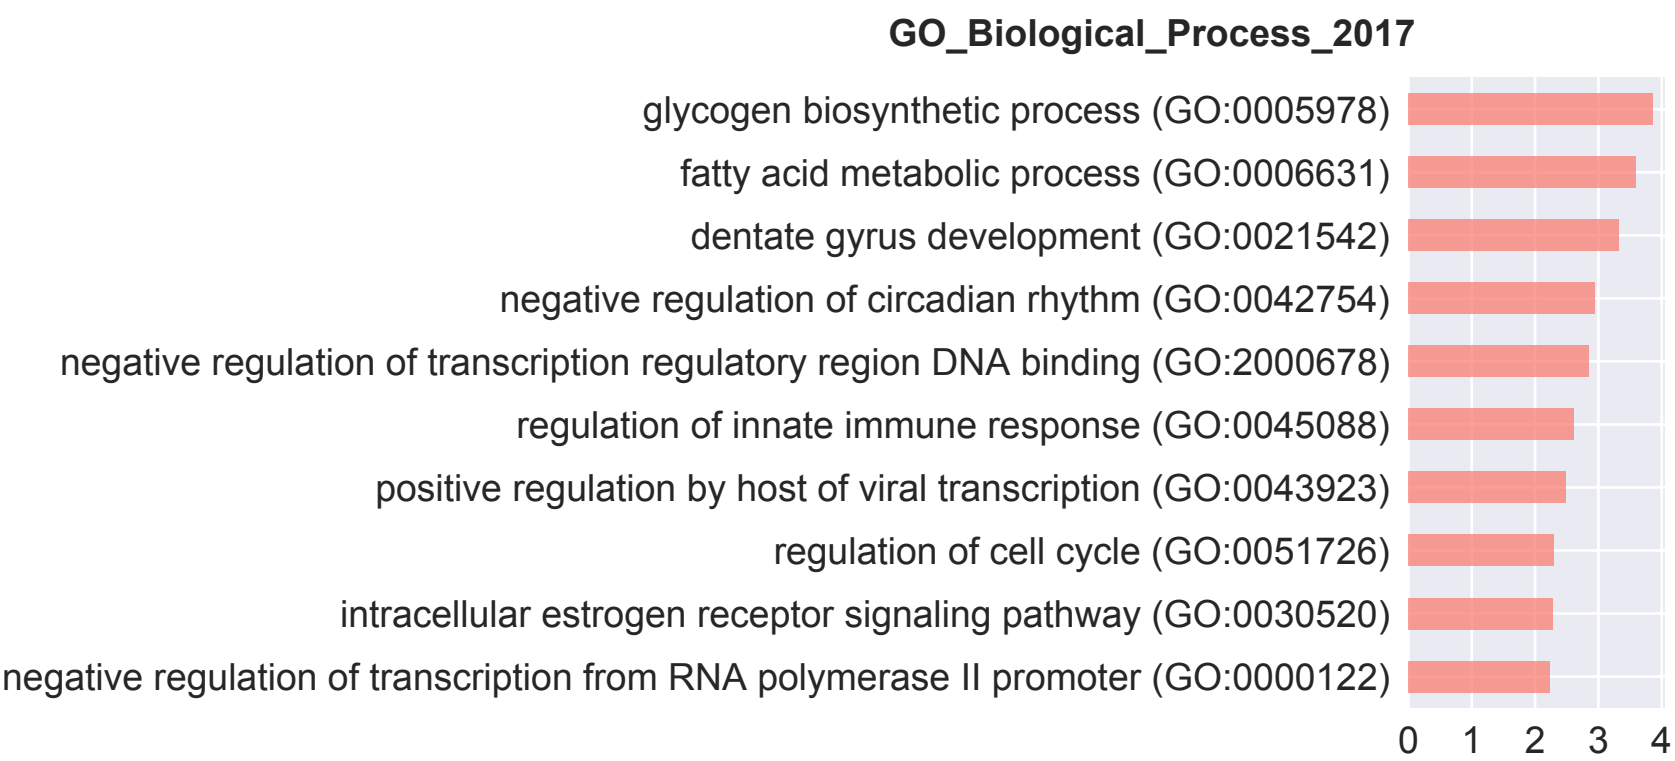 GO_Biological_Process_2017
glycogen biosynthetic process (GO:0005978)
fatty acid metabolic process (GO:0006631)
dentate gyrus development (GO:0021542)
negative regulation of circadian rhythm (GO:0042754)
negative regulation of transcription regulatory region DNA binding (GO:2000678)
regulation of innate immune response (GO:0045088)
positive regulation by host of viral transcription (GO:0043923)
regulation of cell cycle (GO:0051726)
intracellular estrogen receptor signaling pathway (GO:0030520)
negative regulation of transcription from RNA polymerase II promoter (GO:0000122)
0 1 2 3 4